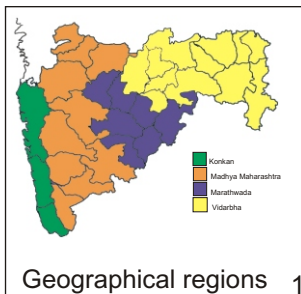 Konkan
Madhya Maharashtra
Marathwada
Vidarbha
Geographical regions 1